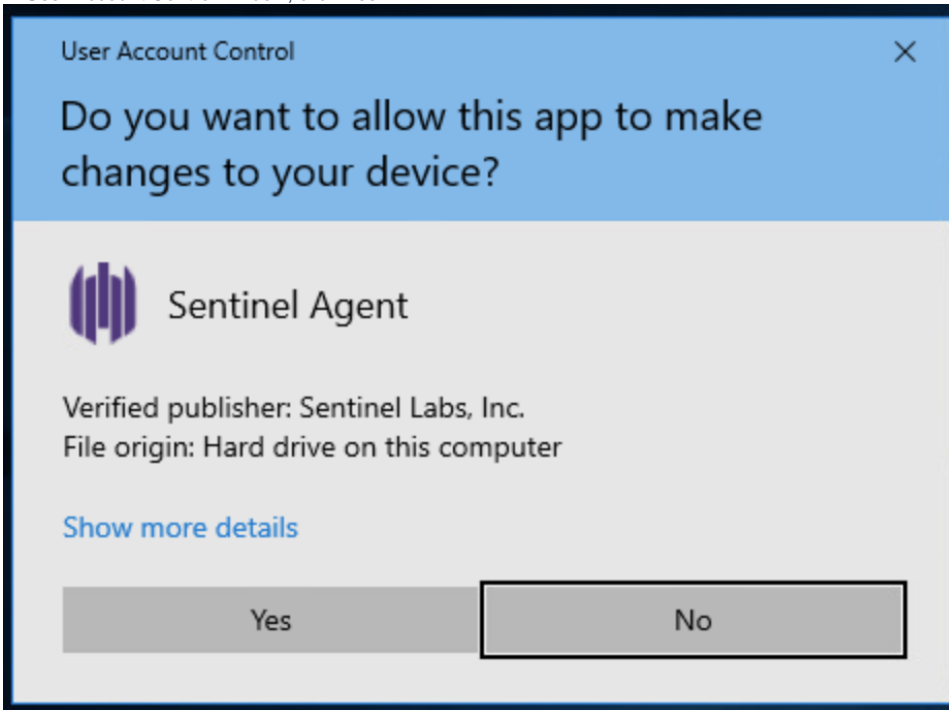 User Account Control
Do you want to allow this app to make
changes to your device?
Sentinel Agent
Verified publisher: Sentinel Labs, Inc.
File origin: Hard drive on this computer
Show more details
Yes
No